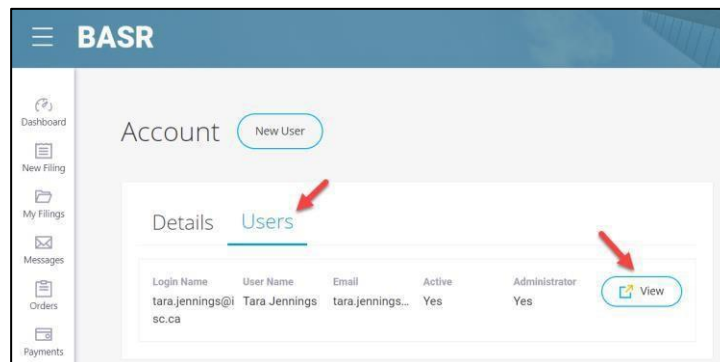 BASR
Dashboard
New Filing
My Filings
Messages
Orders
Payments
Account
New User
Details Users
Login Name User Name Email Active Administrator
tara.jennings@i Tara Jennings tara.jennings... Yes Yes
sc.ca
View